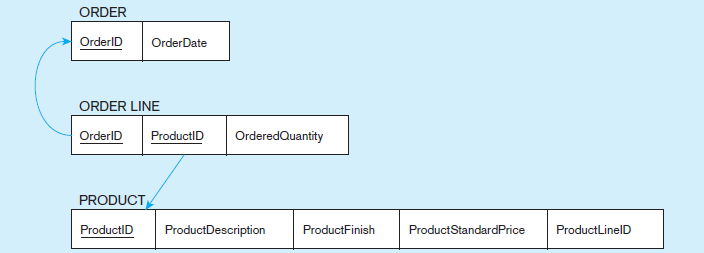 ORDER
OrderID OrderDate
ORDER LINE
OrderID ProductID OrderedQuantity
PRODUCT
ProductID ProductDescription ProductFinish ProductStandardPrice ProductLineID